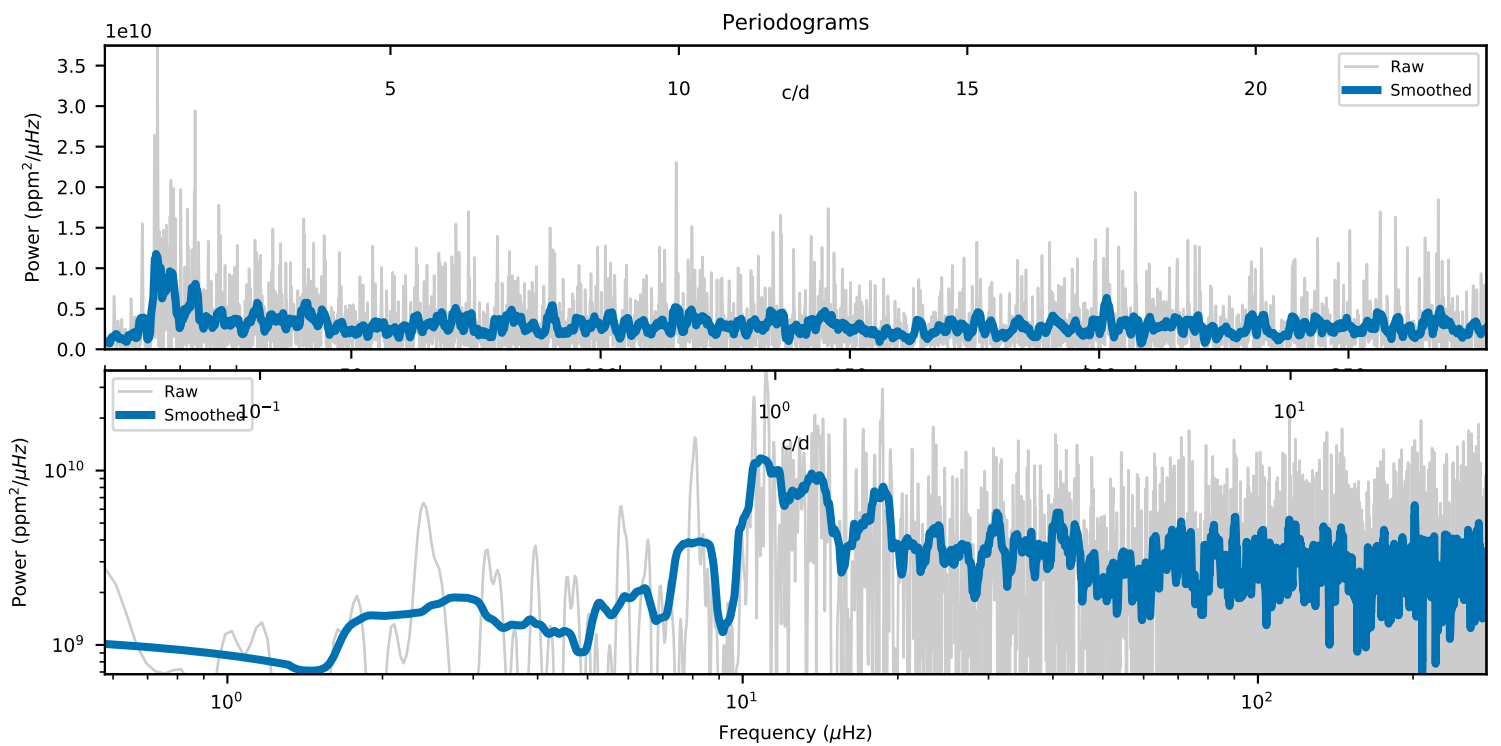 Periodograms
1e10
3.5
3.0
2.5
2.0
1.5
1.0
0.5
0.0
Power (ppm²/μHz)
5
10
15
20
c/d
Raw
Smoothed
Raw
Smoothed
10⁻¹
10⁰
10¹
c/d
10¹⁰
10⁹
Power (ppm²/μHz)
10⁰
10¹
10²
Frequency (μHz)